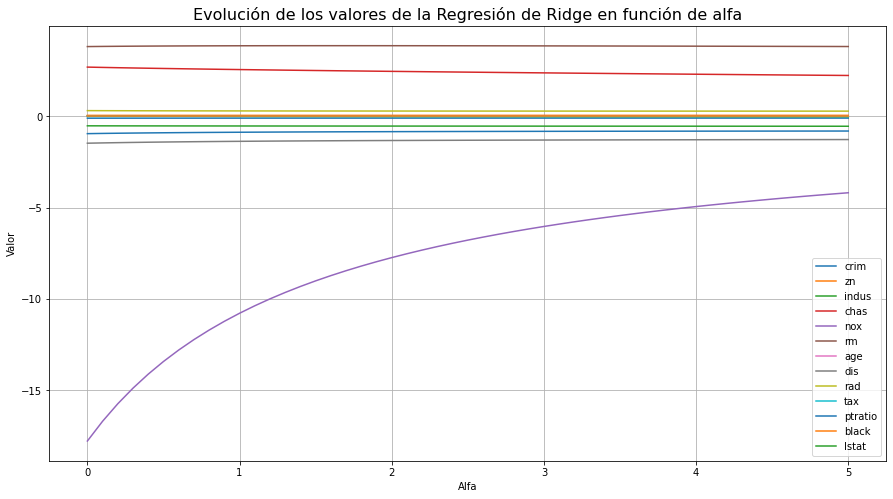 Evolución de los valores de la Regresión de Ridge en función de alfa
Valor
0
−5
−10
−15
0 1 2 3 4 5
Alfa
crim
zn
indus
chas
nox
rm
age
dis
rad
tax
ptratio
black
lstat